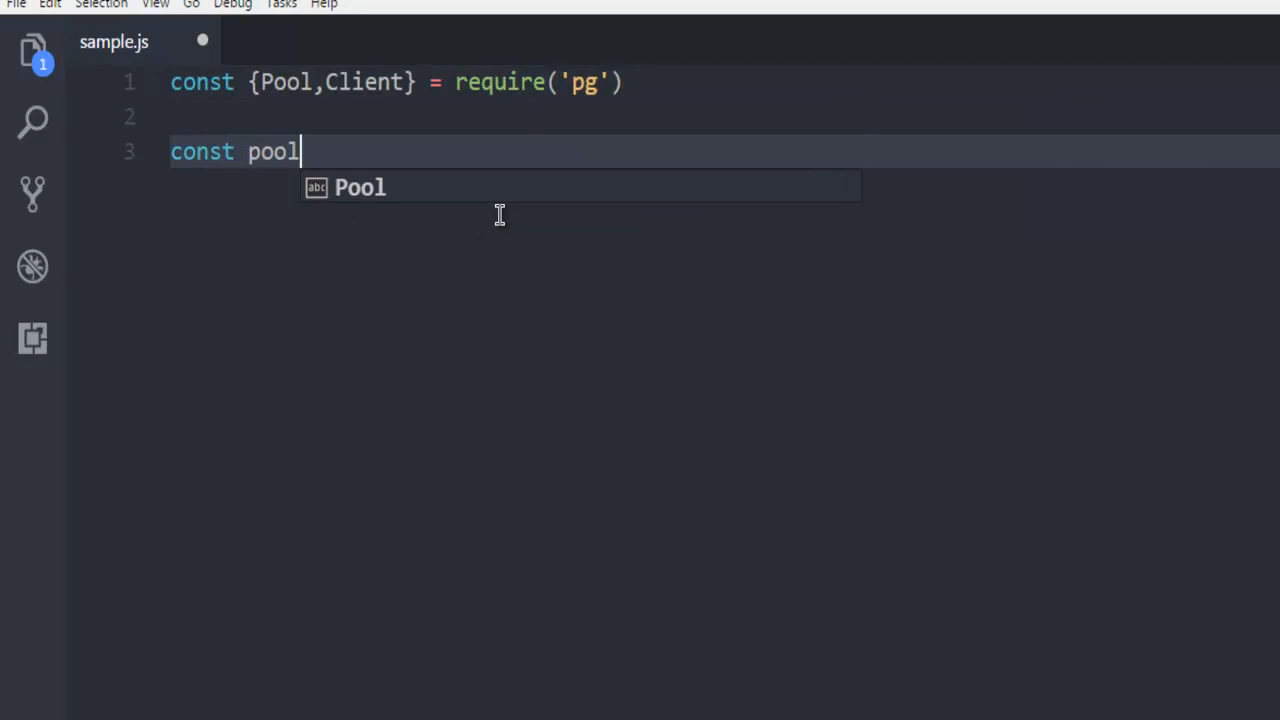 File Edit Selection View Go Debug Tasks Help
1
sample.js
1 const {Pool,Client} = require('pg')
2
3 const pool
abc Pool